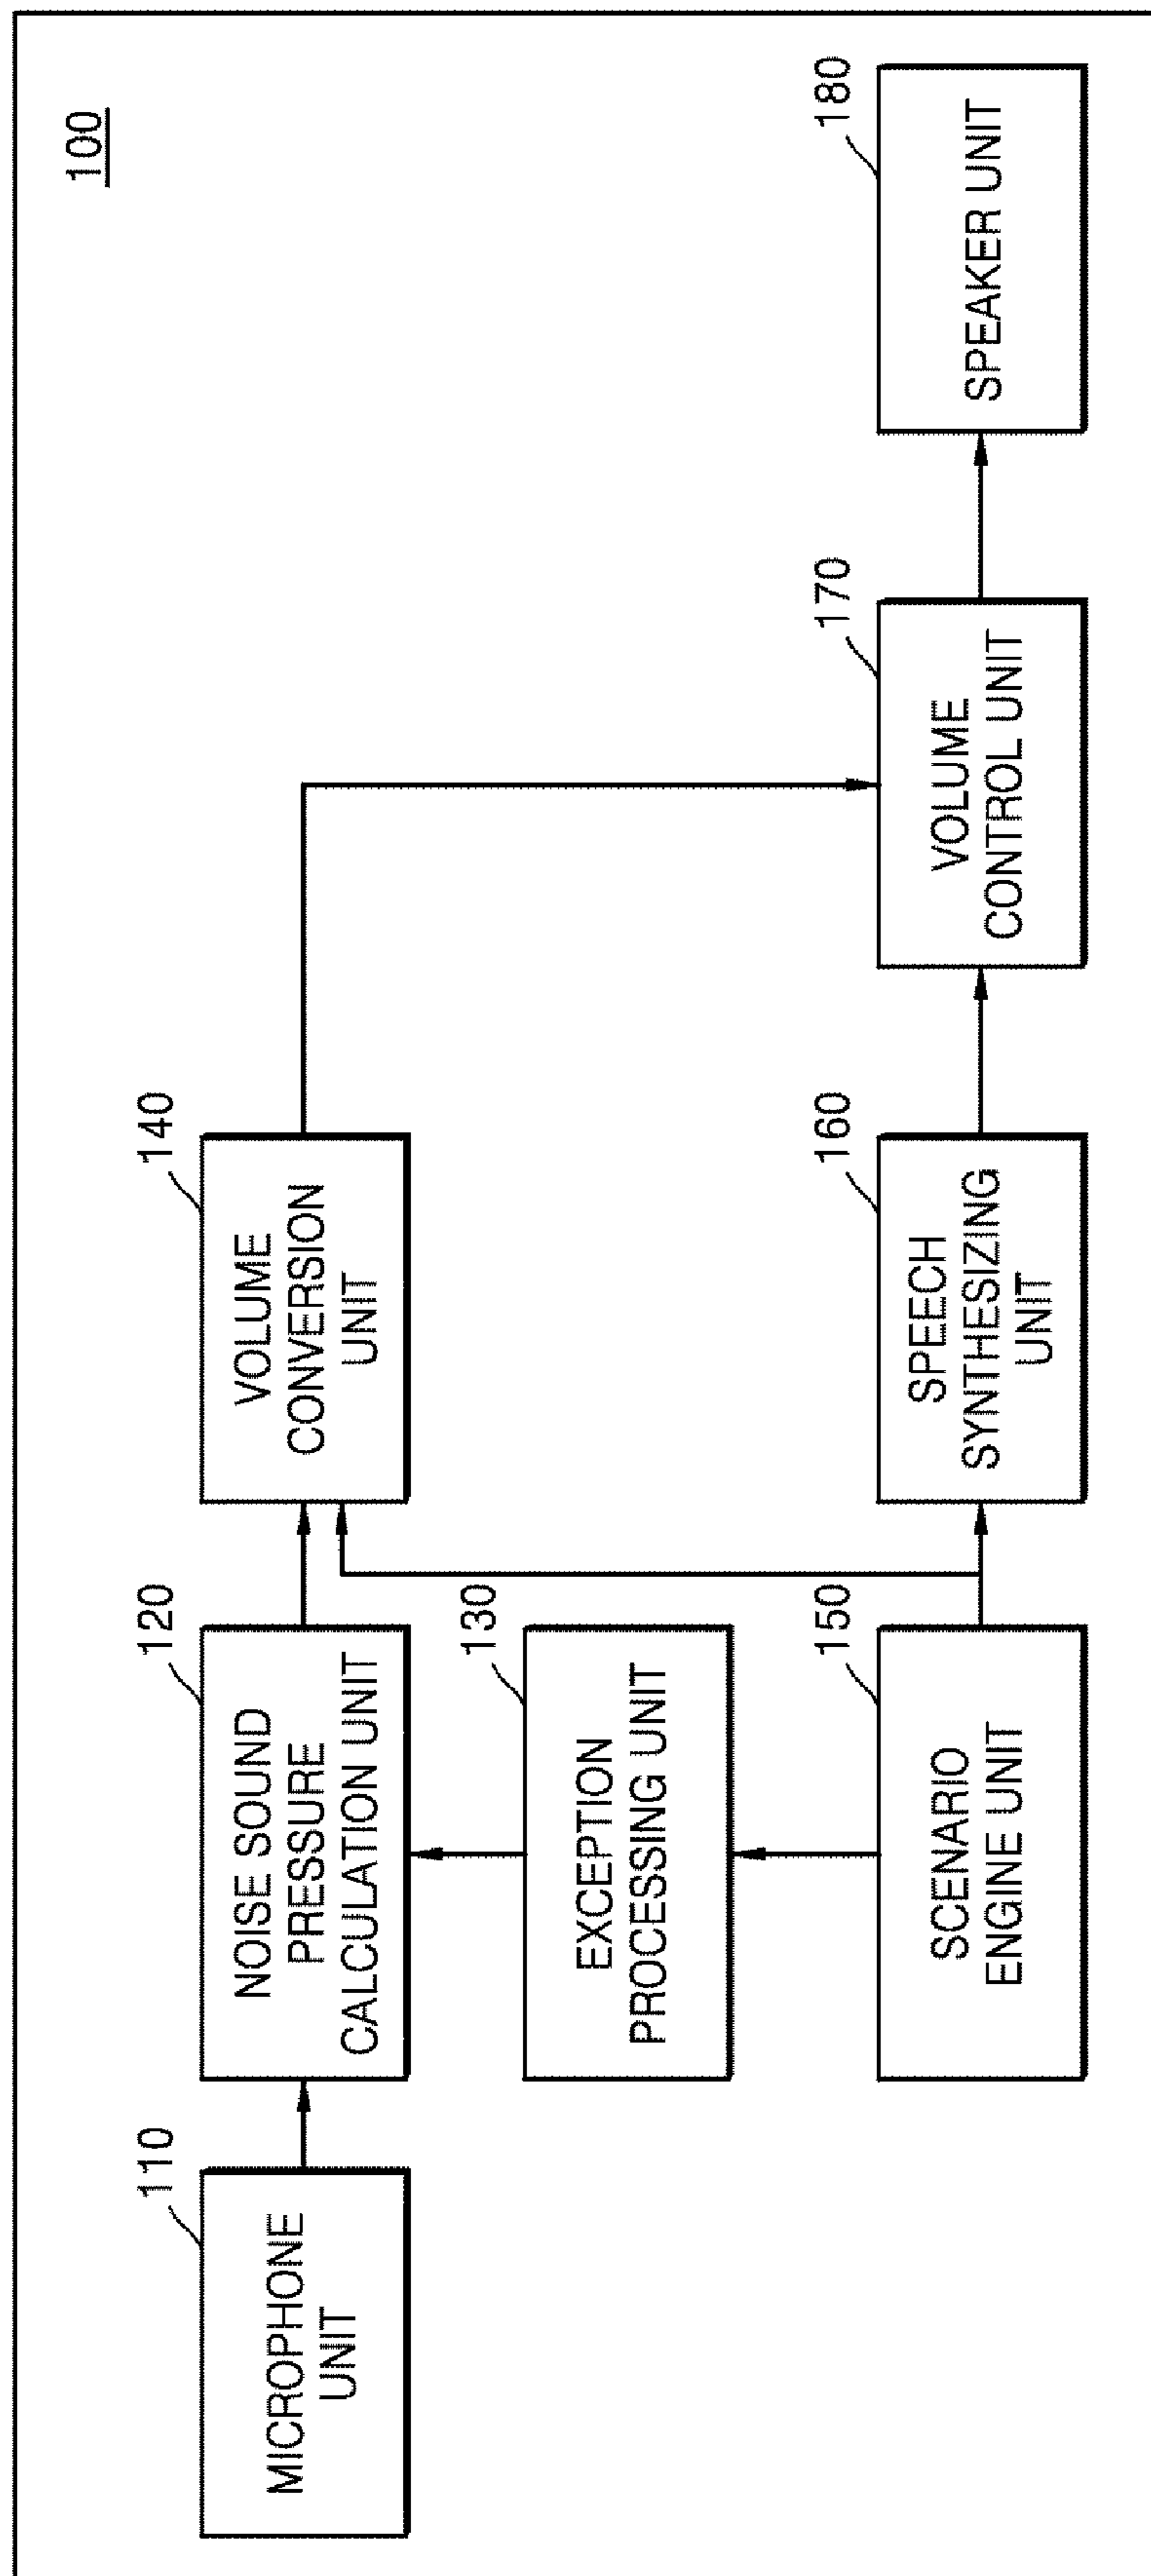 100
110
MICROPHONE
UNIT
120
NOISE SOUND
PRESSURE
CALCULATION UNIT
140
VOLUME
CONVERSION
UNIT
130
EXCEPTION
PROCESSING UNIT
150
SCENARIO
ENGINE UNIT
160
SPEECH
SYNTHESIZING
UNIT
170
VOLUME
CONTROL UNIT
180
SPEAKER UNIT